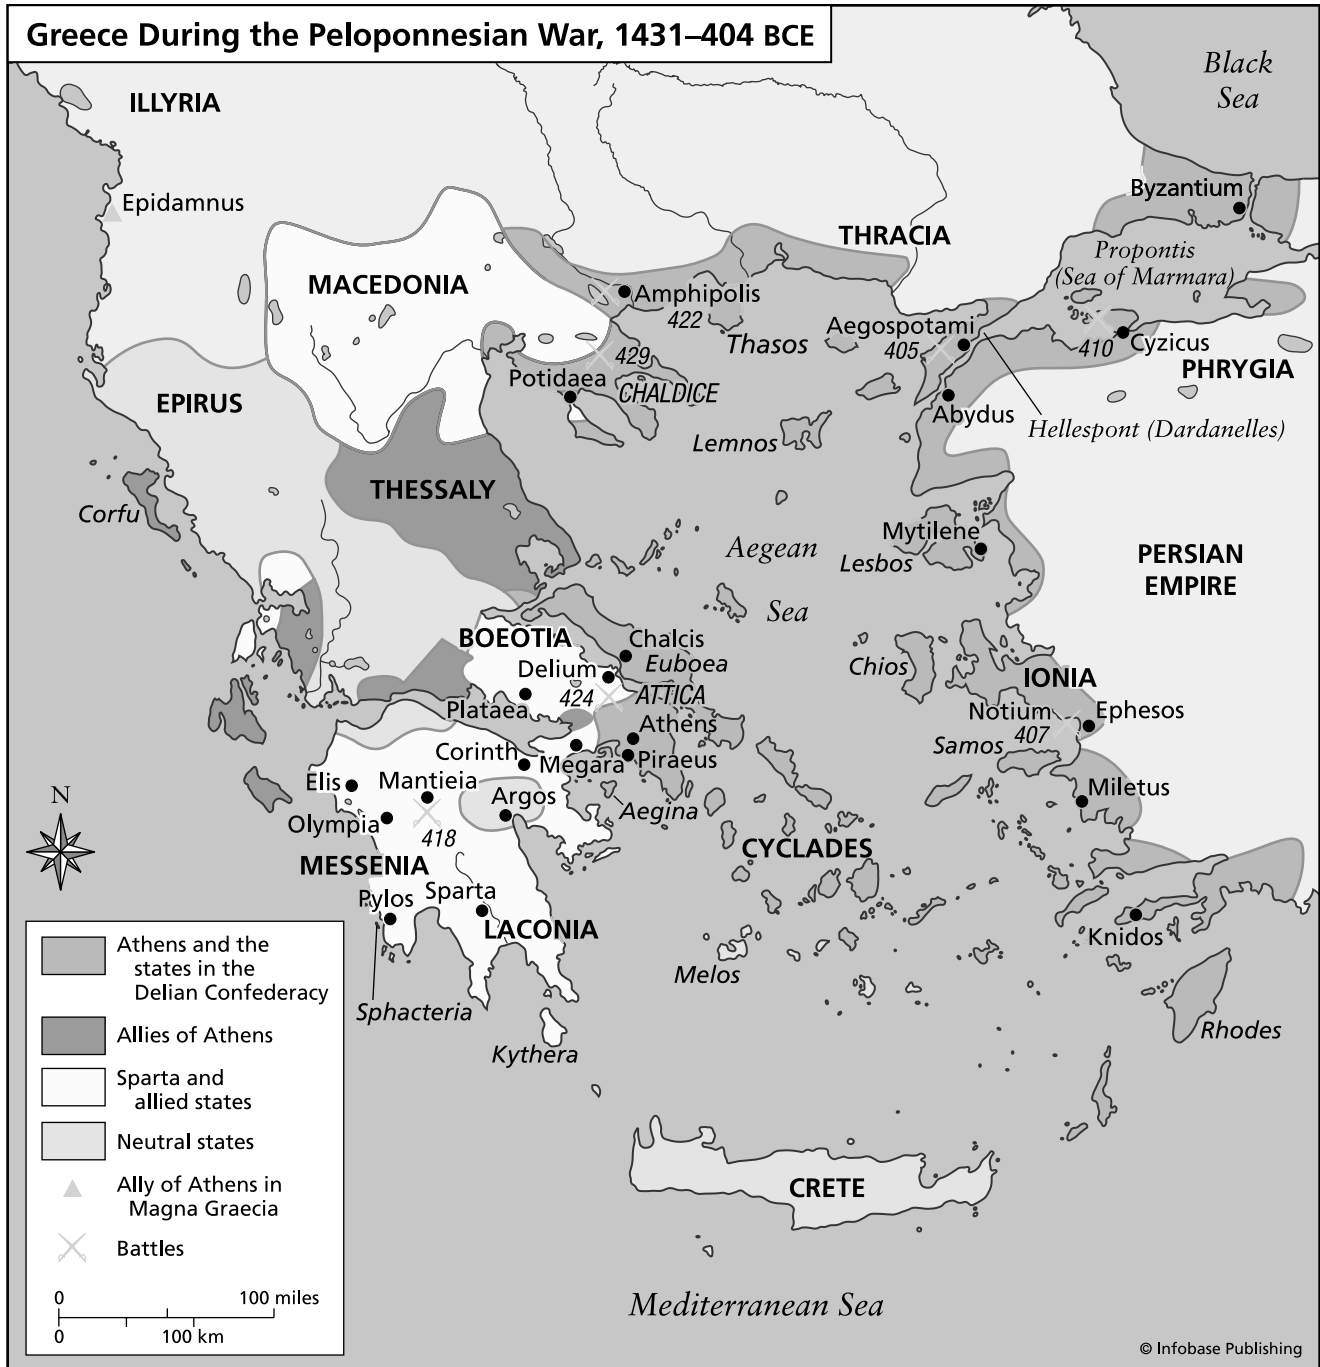 Greece During the Peloponnesian War, 1431–404 BCE
Black
Sea
ILLYRIA
Epidamnus
Byzantium
THRACIA
Propontis
(Sea of Marmara)
MACEDONIA
Amphipolis
422
Thasos
Aegospotami
405
410
Cyzicus
PHRYGIA
429
Potidaea
CHALDICE
EPIRUS
Abydus
Hellespont (Dardanelles)
Lemnos
THESSALY
Corfu
Aegean
Sea
Mytilene
Lesbos
PERSIAN
EMPIRE
BOEOTIA
Chalcis
Euboea
Delium
424
ATTICA
Chios
IONIA
Plataea
Athens
Notium
407
Ephesos
Corinth
Megara
Piraeus
Samos
Elis
Mantieia
Argos
Aegina
Miletus
Olympia
418
CYCLADES
MESSENIA
Pylos
Sparta
LACONIA
Knidos
Melos
Sphacteria
Kythera
Rhodes
CRETE
Mediterranean Sea
N
Athens and the
states in the
Delian Confederacy
Allies of Athens
Sparta and
allied states
Neutral states
Ally of Athens in
Magna Graecia
Battles
0 100 miles
0 100 km
© Infobase Publishing